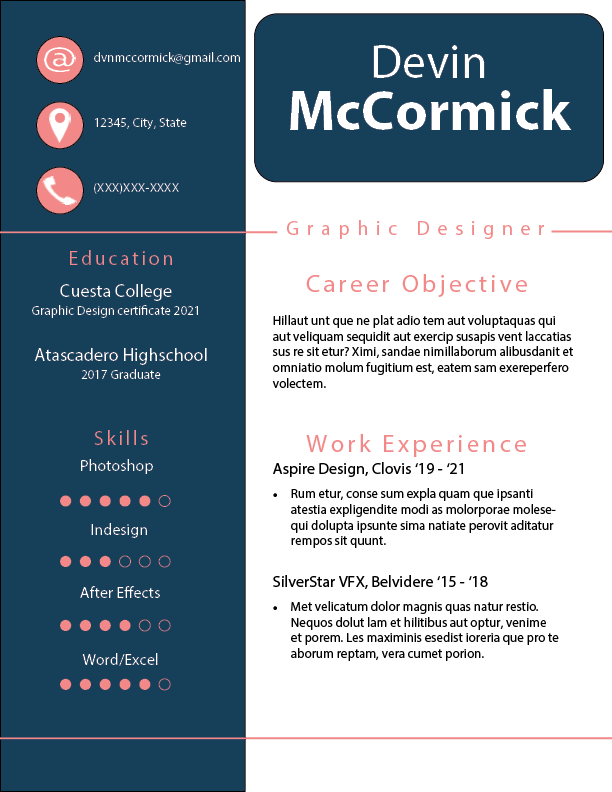 dvnmccormick@gmail.com
12345, City, State
(XXX)XXX-XXXX
Education
Cuesta College
Graphic Design certificate 2021
Atascadero Highschool
2017 Graduate
Skills
Photoshop
Indesign
After Effects
Word/Excel
Devin
McCormick
Graphic Designer
Career Objective
Hillaut unt que ne plat adio tem aut voluptaquas qui
aut veliquam sequidit aut exercip susapis vent laccatias
sus re sit etur? Ximi, sandae nimillaborum alibusdanit et
omniatio molum fugitium est, eatem sam exereperfero
volectem.
Work Experience
Aspire Design, Clovis ‘19 - ‘21
• Rum etur, conse sum expla quam que ipsanti
atestia expligendite modi as molorporae molese-
qui dolupta ipsunte sima natiate perovit aditatur
rempos sit quunt.
SilverStar VFX, Belvidere ‘15 - ‘18
• Met velicatum dolor magnis quas natur restio.
Nequos dolut lam et hilitibus aut optur, venime
et porem. Les maximinis esedist ioreria que pro te
aborum reptam, vera cumet porion.